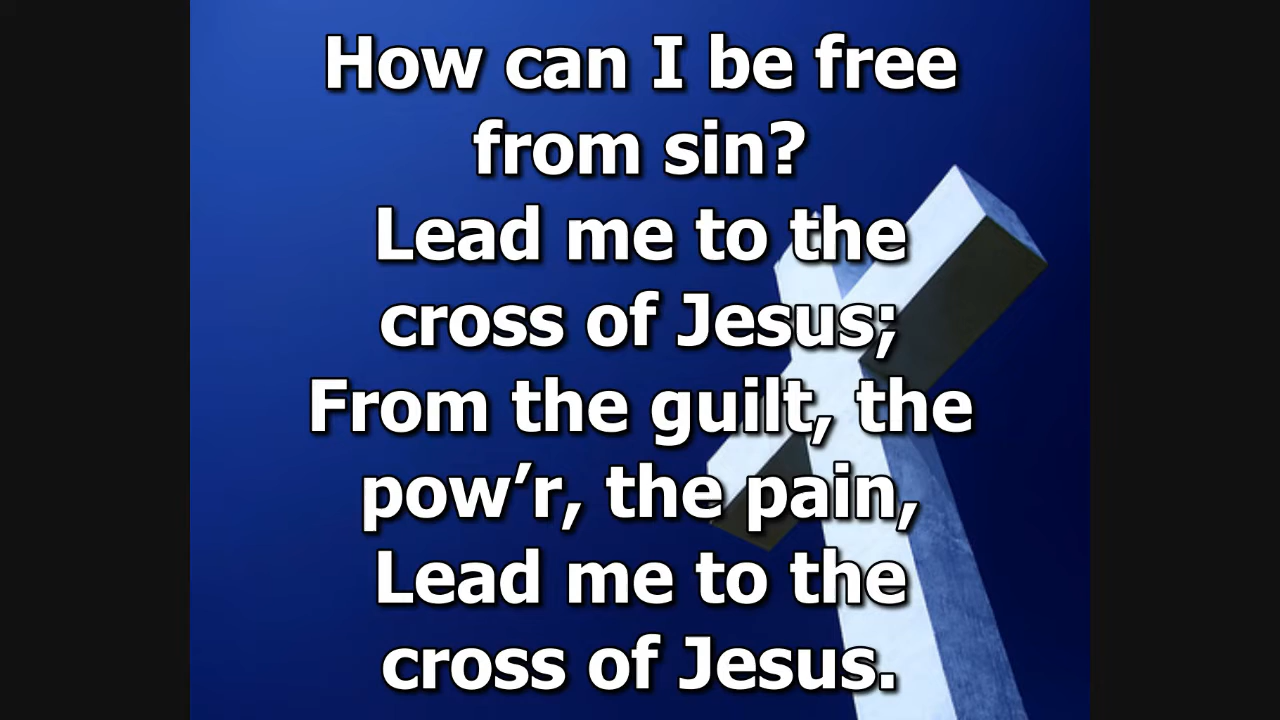 How can I be free
from sin?
Lead me to the
cross of Jesus;
From the guilt, the
pow’r, the pain,
Lead me to the
cross of Jesus.